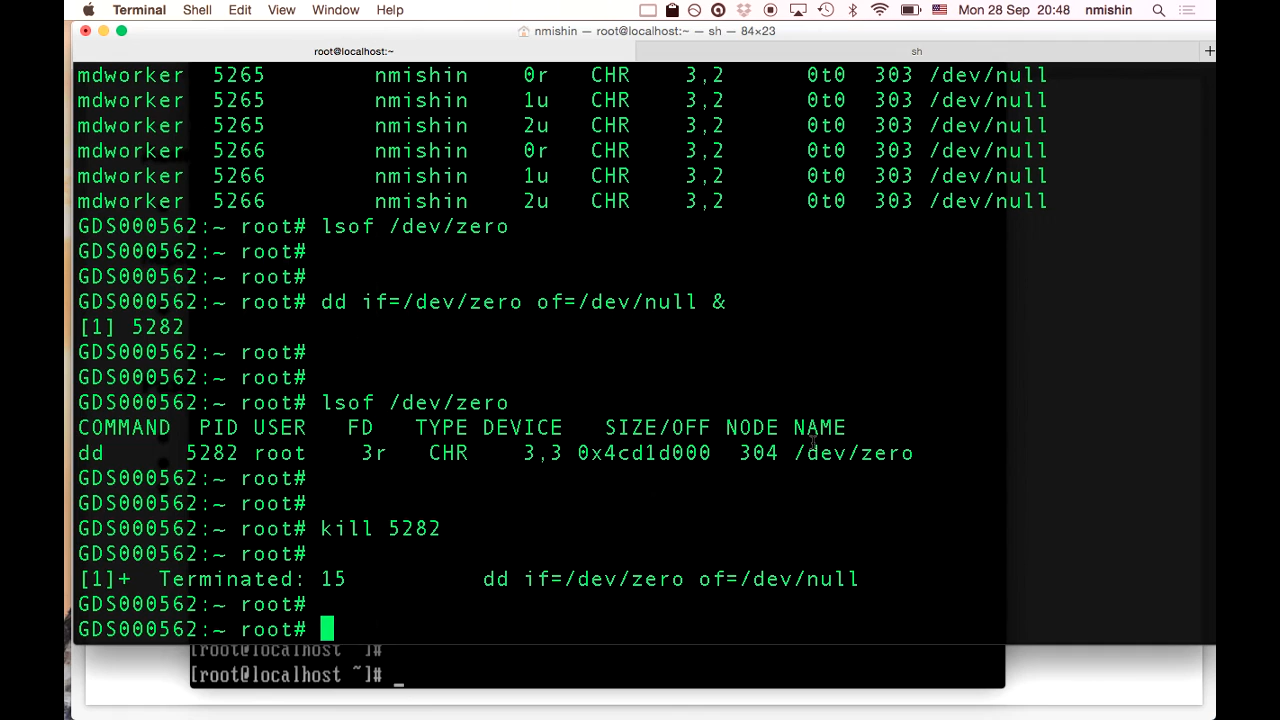 Terminal Shell Edit View Window Help Mon 28 Sep 20:48 nmishin
nmishin — root@localhost:~ — sh — 84×23
root@localhost:~ sh +
mdworker 5265 nmishin 0r CHR 3,2 0t0 303 /dev/null
mdworker 5265 nmishin 1u CHR 3,2 0t0 303 /dev/null
mdworker 5265 nmishin 2u CHR 3,2 0t0 303 /dev/null
mdworker 5266 nmishin 0r CHR 3,2 0t0 303 /dev/null
mdworker 5266 nmishin 1u CHR 3,2 0t0 303 /dev/null
mdworker 5266 nmishin 2u CHR 3,2 0t0 303 /dev/null
GDS000562:~ root# lsof /dev/zero
GDS000562:~ root#
GDS000562:~ root#
GDS000562:~ root# dd if=/dev/zero of=/dev/null &
[1] 5282
GDS000562:~ root#
GDS000562:~ root#
GDS000562:~ root# lsof /dev/zero
COMMAND PID USER FD TYPE DEVICE SIZE/OFF NODE NAME
dd 5282 root 3r CHR 3,3 0x4cd1d000 304 /dev/zero
GDS000562:~ root#
GDS000562:~ root#
GDS000562:~ root# kill 5282
GDS000562:~ root#
[1]+ Terminated: 15 dd if=/dev/zero of=/dev/null
GDS000562:~ root#
GDS000562:~ root#
[root@localhost ~]#
[root@localhost ~]# _